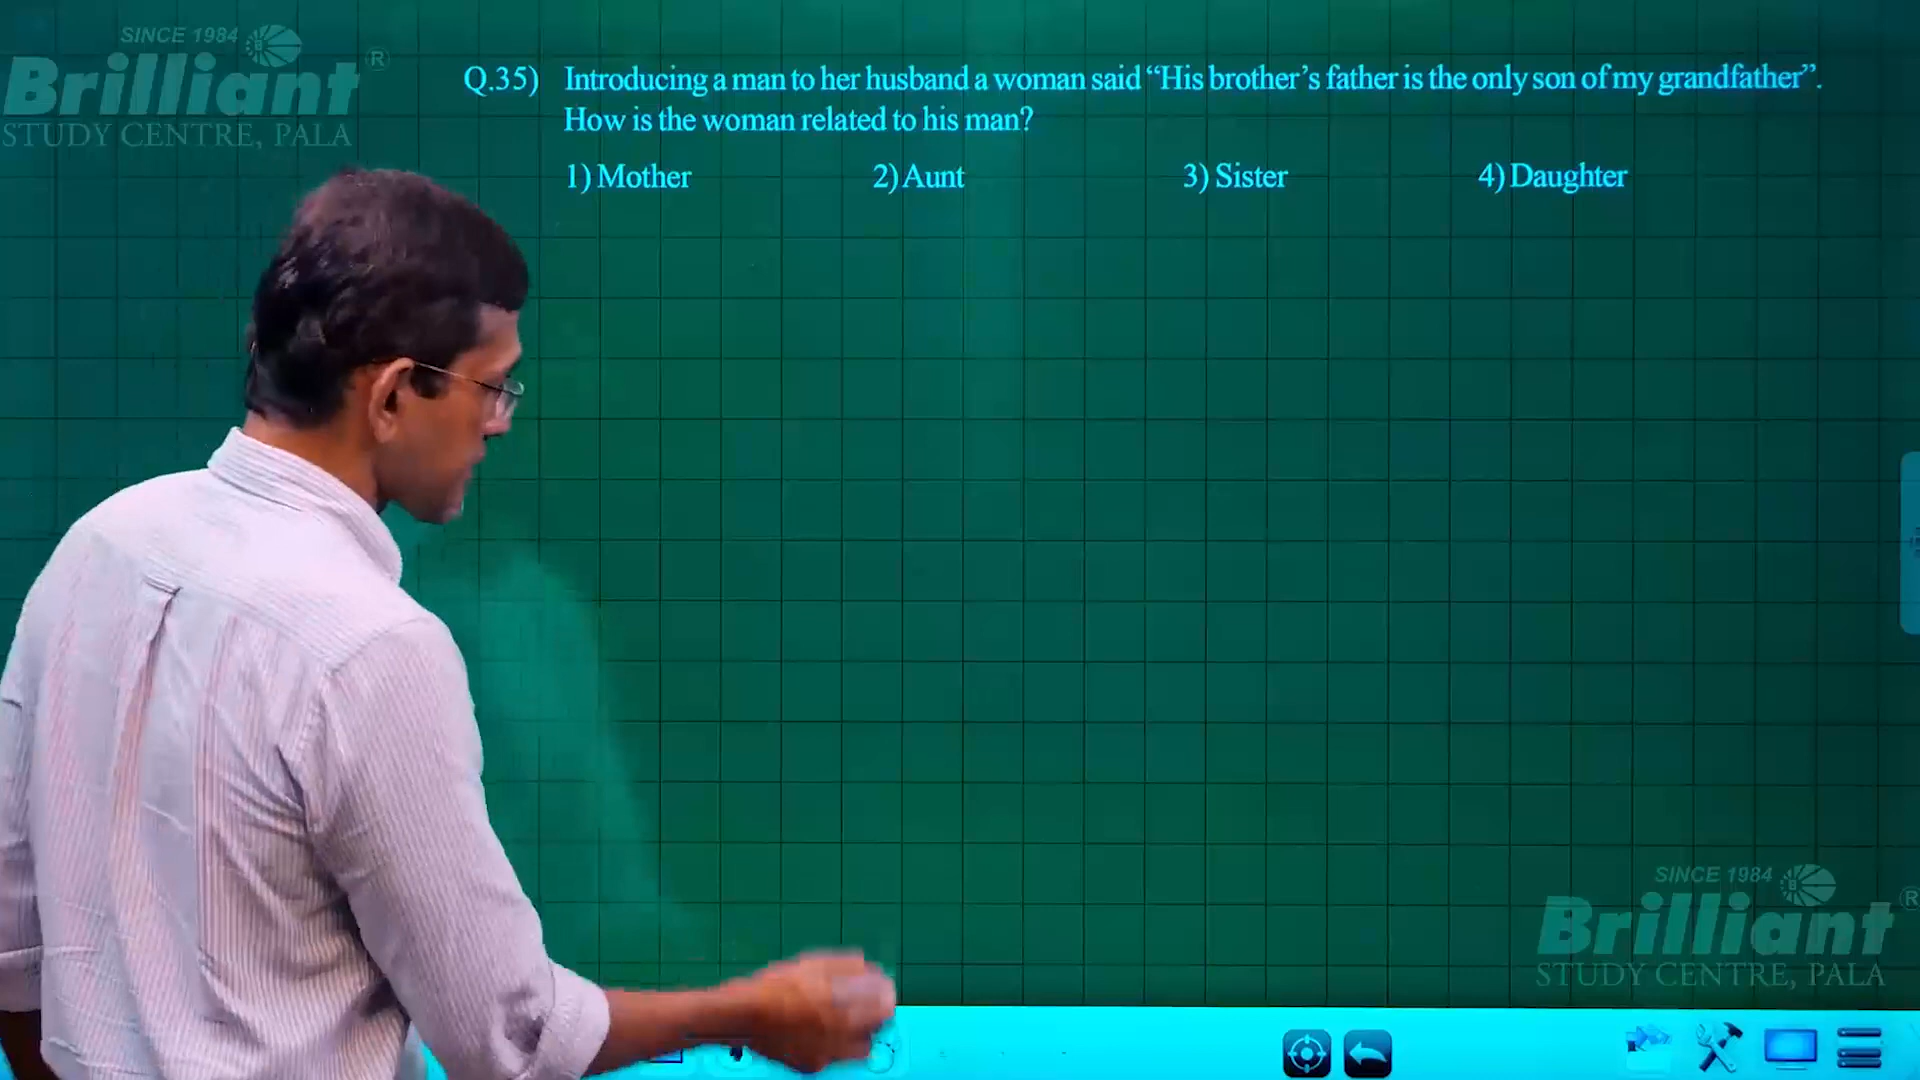 SINCE 1984
Brilliant ®
STUDY CENTRE, PALA
Q.35) Introducing a man to her husband a woman said “His brother’s father is the only son of my grandfather”.
How is the woman related to his man?
1) Mother 2) Aunt 3) Sister 4) Daughter
SINCE 1984
Brilliant ®
STUDY CENTRE, PALA